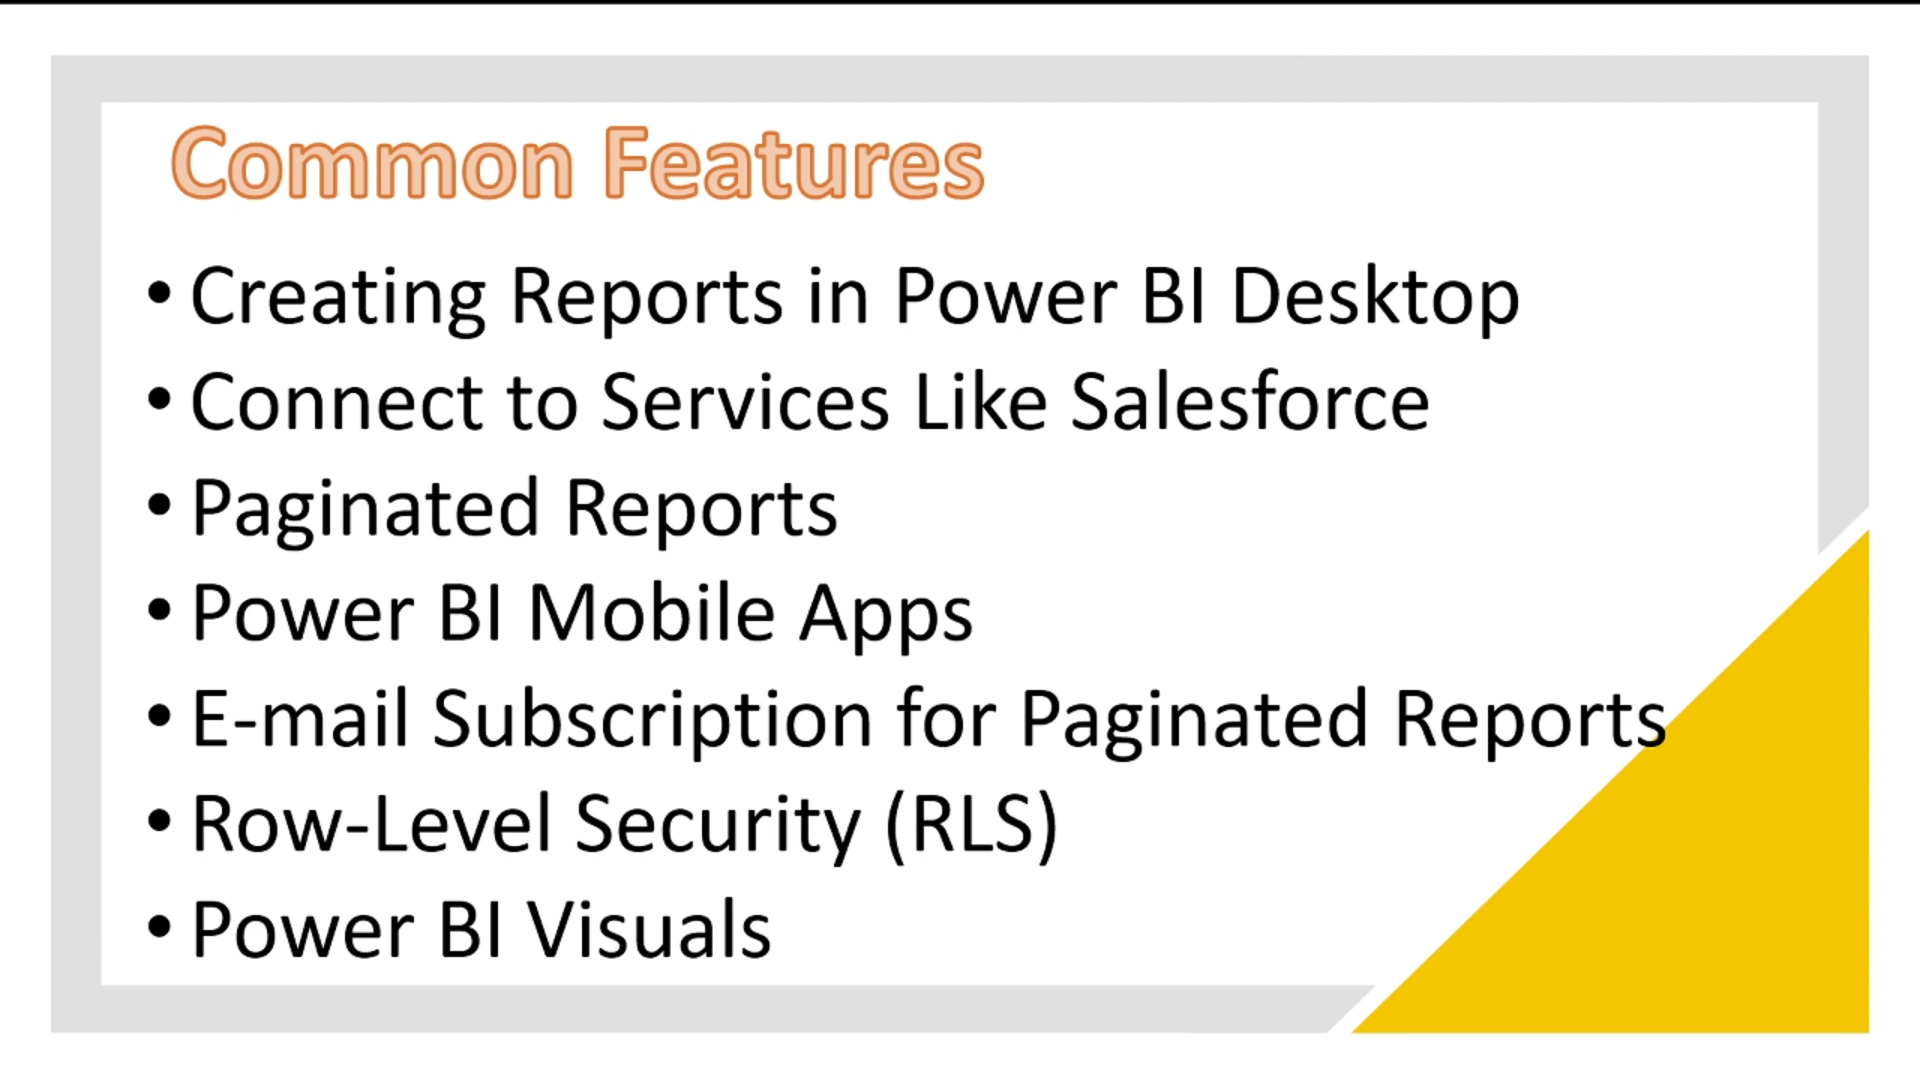 Common Features
• Creating Reports in Power BI Desktop
• Connect to Services Like Salesforce
• Paginated Reports
• Power BI Mobile Apps
• E-mail Subscription for Paginated Reports
• Row-Level Security (RLS)
• Power BI Visuals